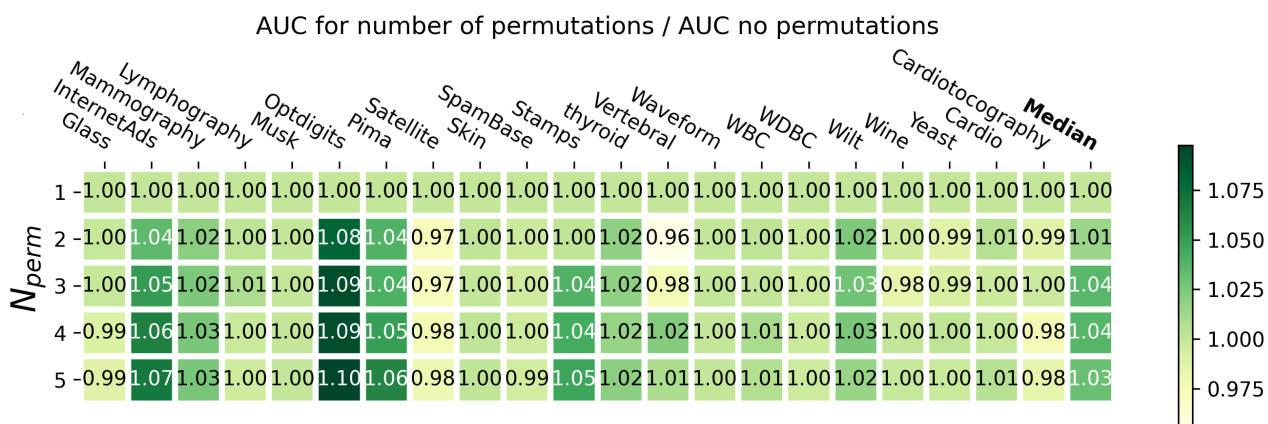 AUC for number of permutations / AUC no permutations
Glass
InternetAds
Mammography
Lymphography
Musk
Optdigits
Pima
Satellite
Skin
SpamBase
Stamps
thyroid
Vertebral
Waveform
WBC
WDBC
Wilt
Wine
Yeast
Cardio
Cardiotocography
Median
1 1.00 1.00 1.00 1.00 1.00 1.00 1.00 1.00 1.00 1.00 1.00 1.00 1.00 1.00 1.00 1.00 1.00 1.00 1.00 1.00 1.00 1.00
2 1.00 1.04 1.02 1.00 1.00 1.08 1.04 0.97 1.00 1.00 1.00 1.02 0.96 1.00 1.00 1.00 1.02 1.00 0.99 1.01 0.99 1.01
3 1.00 1.05 1.02 1.01 1.00 1.09 1.04 0.97 1.00 1.00 1.04 1.02 0.98 1.00 1.00 1.00 1.03 0.98 0.99 1.00 1.00 1.04
4 0.99 1.06 1.03 1.00 1.00 1.09 1.05 0.98 1.00 1.00 1.04 1.02 1.02 1.00 1.01 1.00 1.03 1.00 1.00 1.00 0.98 1.04
5 0.99 1.07 1.03 1.00 1.00 1.10 1.06 0.98 1.00 0.99 1.05 1.02 1.01 1.00 1.01 1.00 1.02 1.00 1.00 1.01 0.98 1.03
N_perm
1.075
1.050
1.025
1.000
0.975